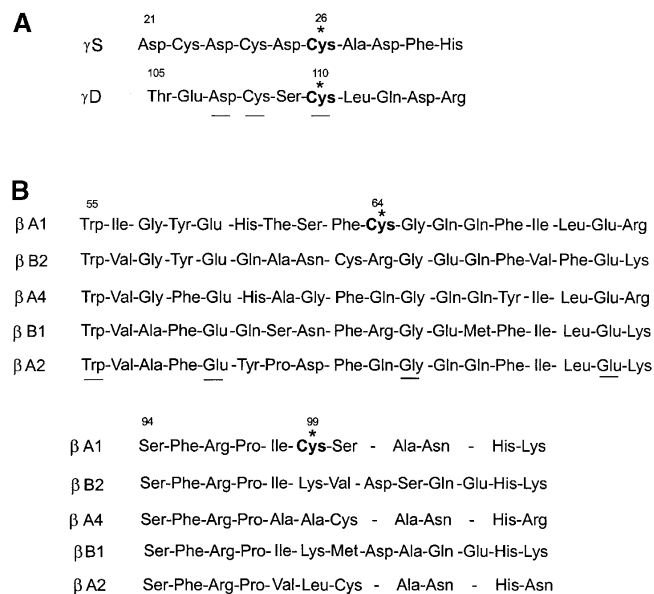 A
21 26
*
γS Asp-Cys-Asp-Cys-Asp-Cys-Ala-Asp-Phe-His
105 110
*
γD Thr-Glu-Asp-Cys-Ser-Cys-Leu-Gln-Asp-Arg
B
55 64
*
βA1 Trp-Ile-Gly-Tyr-Glu-His-The-Ser-Phe-Cys-Gly-Gln-Gln-Phe-Ile-Leu-Glu-Arg
βB2 Trp-Val-Gly-Tyr-Glu-Gln-Ala-Asn-Cys-Arg-Gly-Glu-Gln-Phe-Val-Phe-Glu-Lys
βA4 Trp-Val-Gly-Phe-Glu-His-Ala-Gly-Phe-Gln-Gly-Gln-Gln-Tyr-Ile-Leu-Glu-Arg
βB1 Trp-Val-Ala-Phe-Glu-Gln-Ser-Asn-Phe-Arg-Gly-Glu-Met-Phe-Ile-Leu-Glu-Lys
βA2 Trp-Val-Ala-Phe-Glu-Tyr-Pro-Asp-Phe-Gln-Gly-Gln-Gln-Phe-Ile-Leu-Glu-Lys
94 99
*
βA1 Ser-Phe-Arg-Pro-Ile-Cys-Ser - Ala-Asn - His-Lys
βB2 Ser-Phe-Arg-Pro-Ile-Lys-Val-Asp-Ser-Gln-Glu-His-Lys
βA4 Ser-Phe-Arg-Pro-Ala-Ala-Cys - Ala-Asn - His-Arg
βB1 Ser-Phe-Arg-Pro-Ile-Lys-Met-Asp-Ala-Gln-Glu-His-Lys
βA2 Ser-Phe-Arg-Pro-Val-Leu-Cys - Ala-Asn - His-Asn